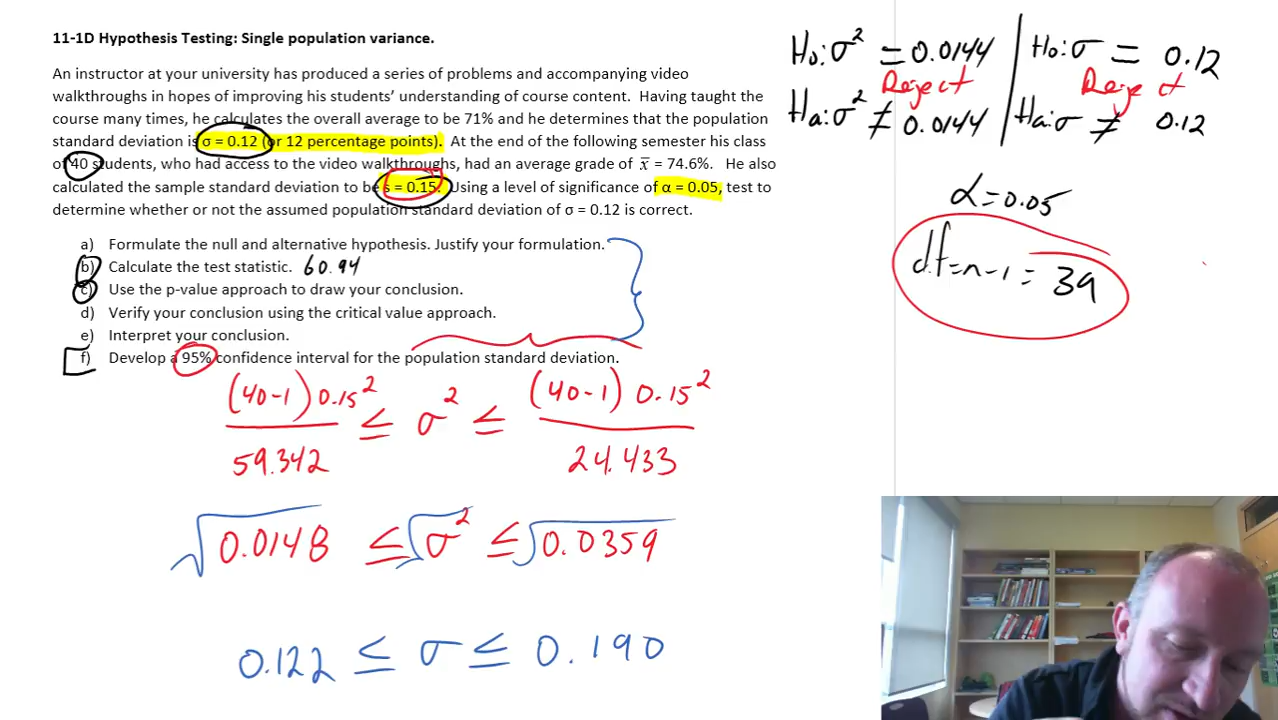 11-1D Hypothesis Testing: Single population variance.
An instructor at your university has produced a series of problems and accompanying video
walkthroughs in hopes of improving his students' understanding of course content. Having taught the
course many times, he calculates the overall average to be 71% and he determines that the population
standard deviation is σ = 0.12 (or 12 percentage points). At the end of the following semester his class
of 40 students, who had access to the video walkthroughs, had an average grade of x̄ = 74.6%. He also
calculated the sample standard deviation to be s = 0.15. Using a level of significance of α = 0.05, test to
determine whether or not the assumed population standard deviation of σ = 0.12 is correct.
a) Formulate the null and alternative hypothesis. Justify your formulation.
b) Calculate the test statistic. 60.94
c) Use the p-value approach to draw your conclusion.
d) Verify your conclusion using the critical value approach.
e) Interpret your conclusion.
f) Develop a 95% confidence interval for the population standard deviation.
(40-1) 0.15² / 59.342 ≤ σ² ≤ (40-1) 0.15² / 24.433
√0.0148 ≤ √σ² ≤ √0.0359
0.122 ≤ σ ≤ 0.190
Ho: σ² = 0.0144
Reject
Ha: σ² ≠ 0.0144
Ho: σ = 0.12
Reject
Ha: σ ≠ 0.12
α = 0.05
df = n-1 = 39